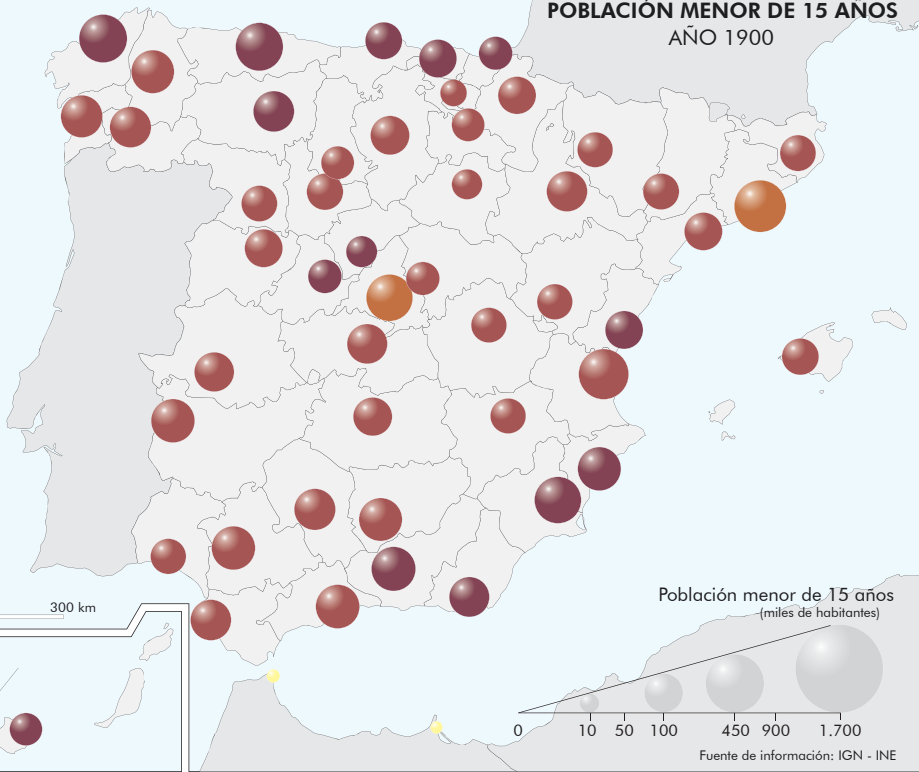 POBLACIÓN MENOR DE 15 AÑOS
AÑO 1900
300 km
Población menor de 15 años
(miles de habitantes)
0 10 50 100 450 900 1.700
Fuente de información: IGN - INE